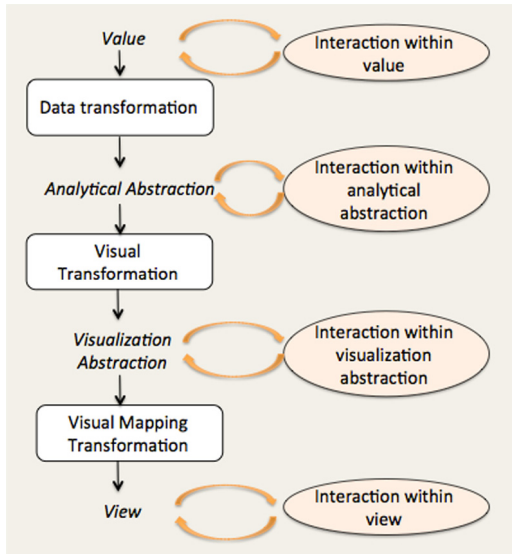 Value
Interaction within
value
Data transformation
Analytical Abstraction
Interaction within
analytical
abstraction
Visual
Transformation
Visualization
Abstraction
Interaction within
visualization
abstraction
Visual Mapping
Transformation
View
Interaction within
view